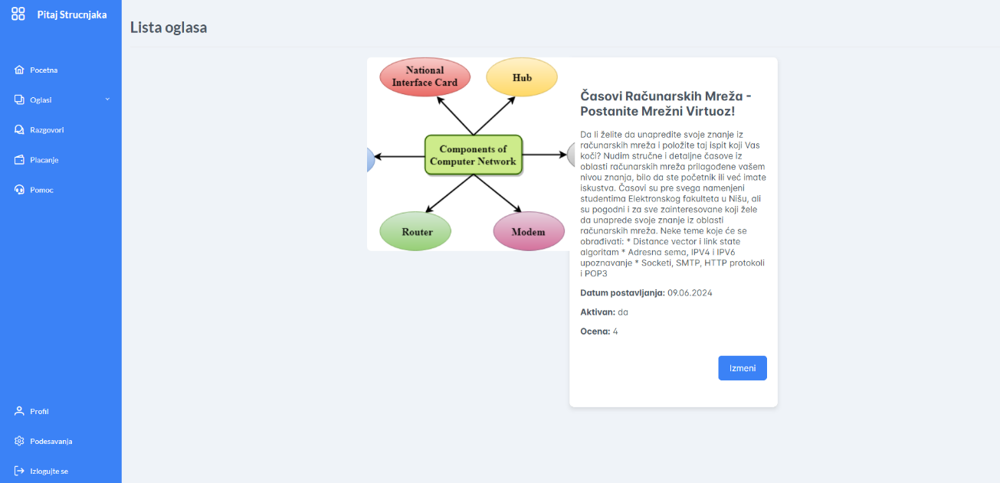 Pitaj Strucnjaka
Pocetna
Oglasi
Razgovori
Placanje
Pomoc
Profil
Podesavanja
Izlogujte se
Lista oglasa
National
Interface Card
Hub
Components of
Computer Network
Router
Modem
Časovi Računarskih Mreža -
Postanite Mrežni Virtuoz!
Da li želite da unapredite svoje znanje iz
računarskih mreža i položite taj ispit koji Vas
koči? Nudim stručne i detaljne časove iz
oblasti računarskih mreža prilagođene vašem
nivou znanja, bilo da ste početnik ili već imate
iskustva. Časovi su pre svega namenjeni
studentima Elektronskog fakulteta u Nišu, ali
su pogodni i za sve zainteresovane koji žele
da unaprede svoje znanje iz oblasti
računarskih mreža. Neke teme koje će se
obrađivati: * Distance vector i link state
algoritam * Adresna sema, IPV4 i IPV6
upoznavanje * Socketi, SMTP, HTTP protokoli
i POP3
Datum postavljanja: 09.06.2024
Aktivan: da
Ocena: 4
Izmeni